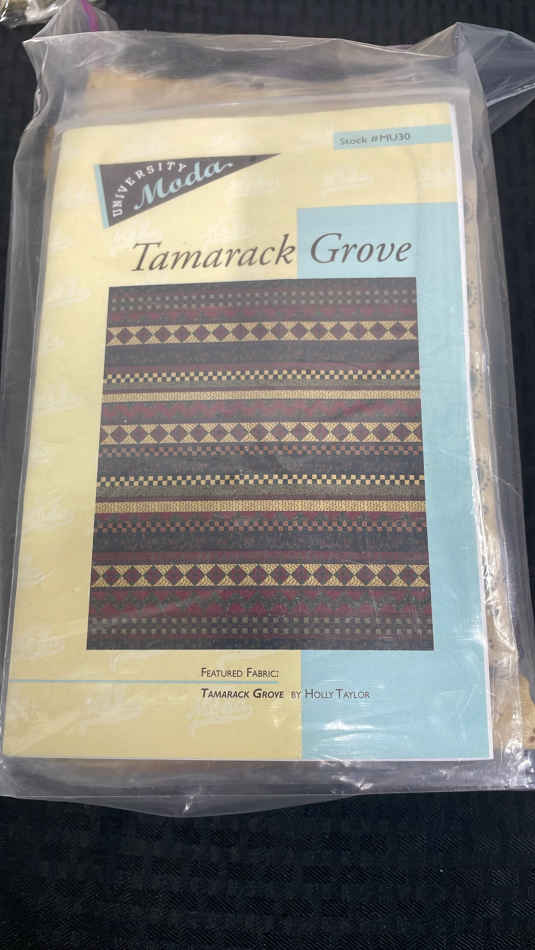 Stock #MU30
UNIVERSITY
Moda
Tamarack Grove
FEATURED FABRIC:
TAMARACK GROVE BY HOLLY TAYLOR